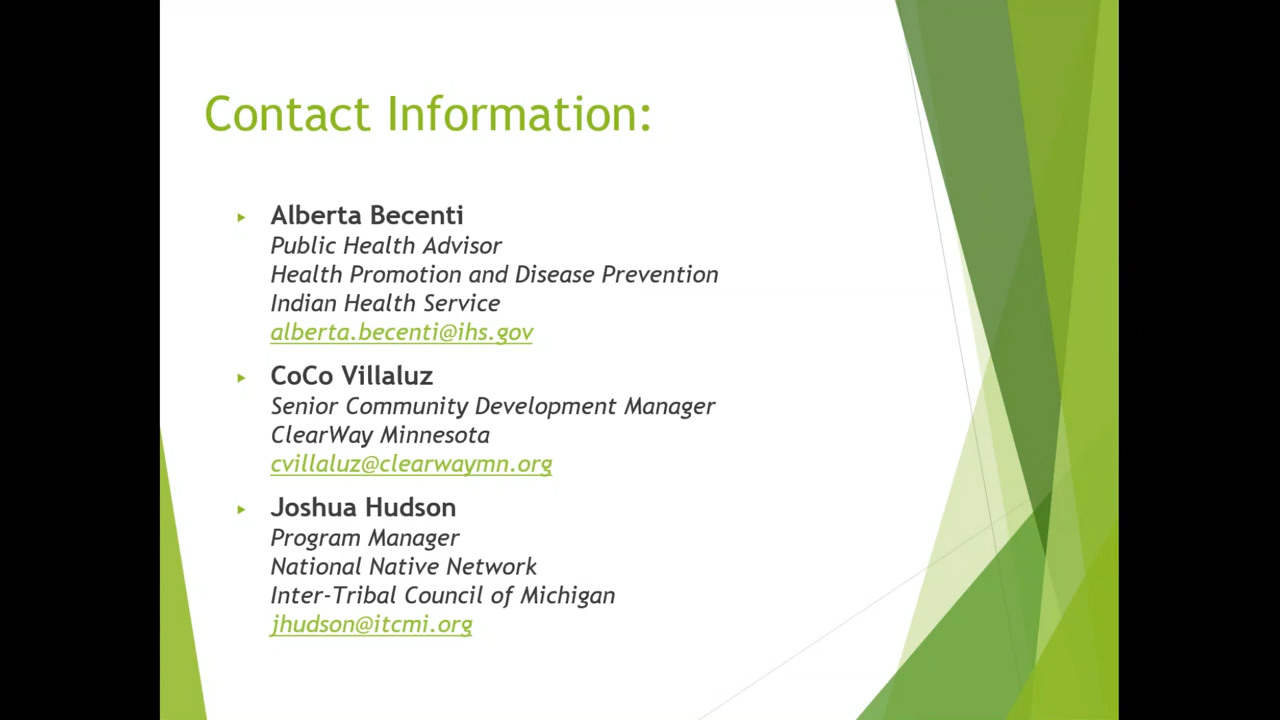 Contact Information:
Alberta Becenti
Public Health Advisor
Health Promotion and Disease Prevention
Indian Health Service
alberta.becenti@ihs.gov
CoCo Villaluz
Senior Community Development Manager
ClearWay Minnesota
cvillaluz@clearwaymn.org
Joshua Hudson
Program Manager
National Native Network
Inter-Tribal Council of Michigan
jhudson@itcmi.org